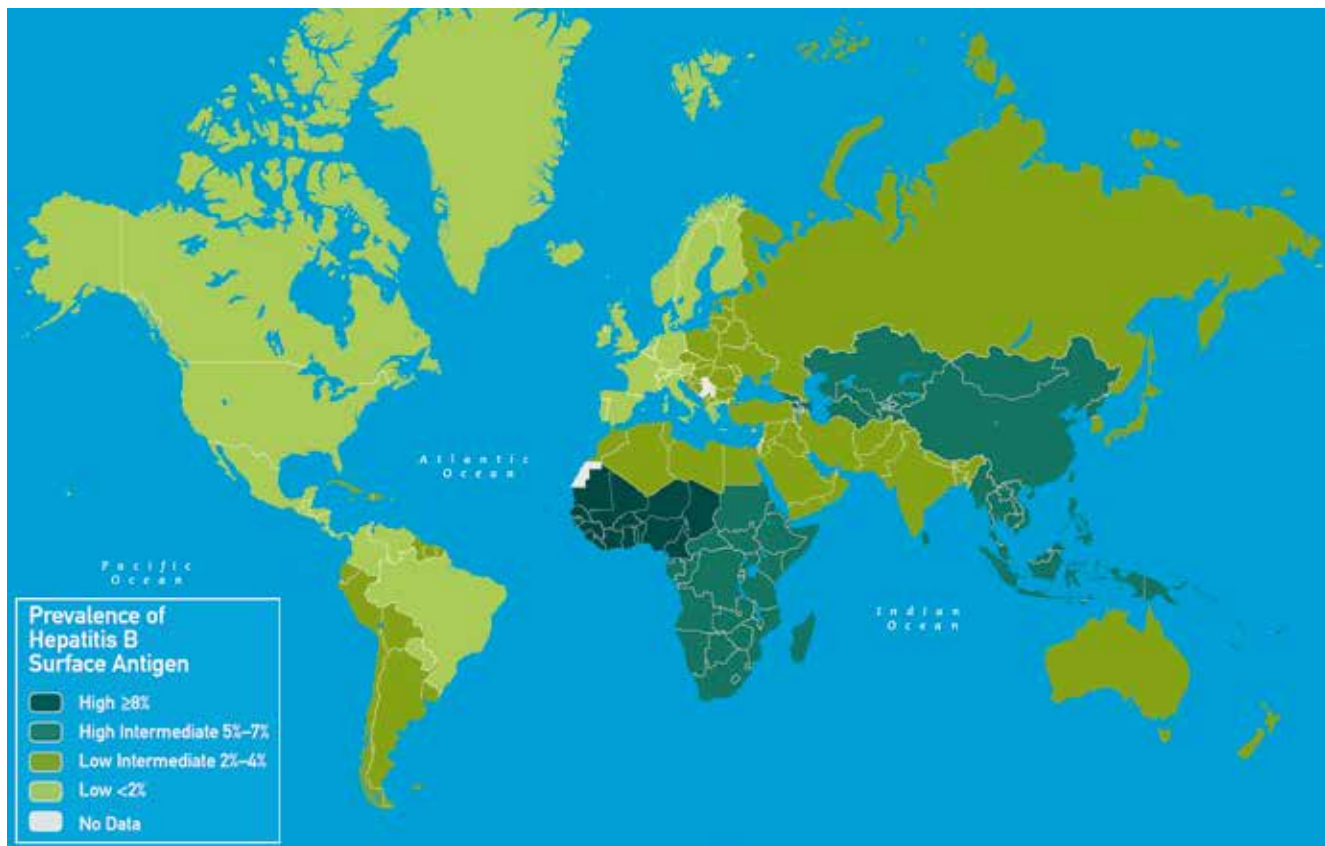 Atlantic
Ocean
Pacific
Ocean
Indian
Ocean
Prevalence of
Hepatitis B
Surface Antigen
High ≥8%
High Intermediate 5%–7%
Low Intermediate 2%–4%
Low <2%
No Data